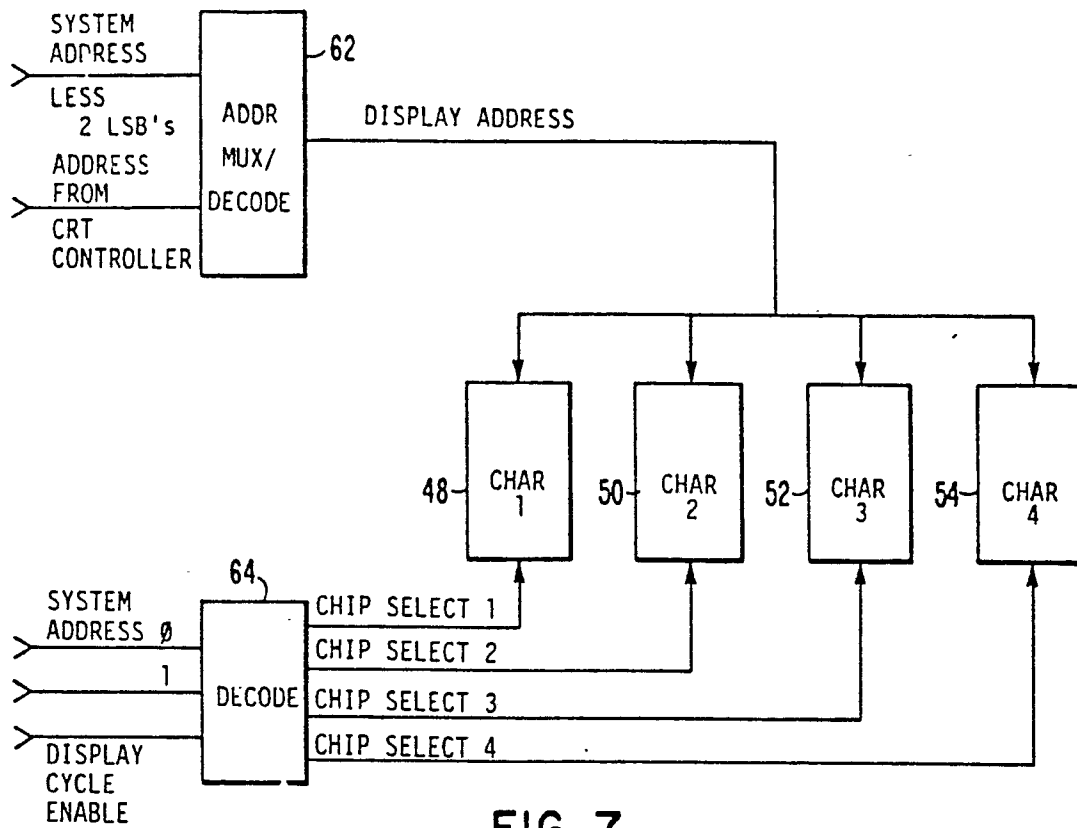 SYSTEM
ADDRESS
LESS
2 LSB's
ADDRESS
FROM
CRT
CONTROLLER
ADDR
MUX/
DECODE
62
DISPLAY ADDRESS
48
CHAR
1
50
CHAR
2
52
CHAR
3
54
CHAR
4
64
SYSTEM
ADDRESS Ø
1
DISPLAY
CYCLE
ENABLE
DECODE
CHIP SELECT 1
CHIP SELECT 2
CHIP SELECT 3
CHIP SELECT 4
FIG. 7